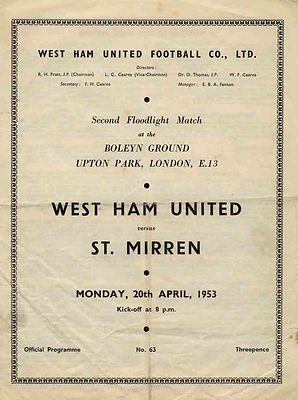 WEST HAM UNITED FOOTBALL CO., LTD.
Directors:
R. H. Pratt, J.P. (Chairman) L. C. Cearns (Vice-Chairman) Dr. O. Thomas, J.P. W. F. Cearns
Secretary: F. H. Cearns Manager: E. B. A. Fenton
Second Floodlight Match
at the
BOLEYN GROUND
UPTON PARK, LONDON, E.13
WEST HAM UNITED
versus
ST. MIRREN
MONDAY, 20th APRIL, 1953
Kick-off at 8 p.m.
Official Programme No. 63 Threepence